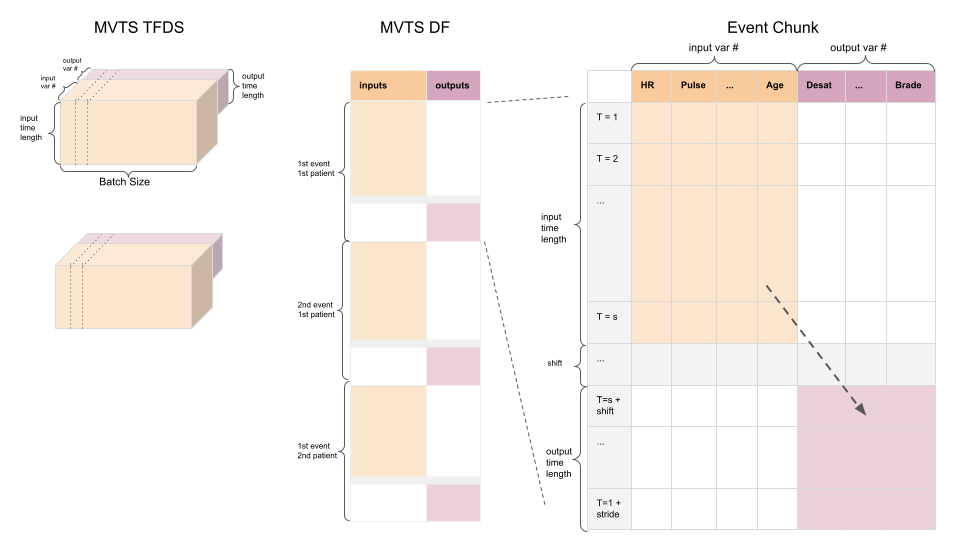 MVTS TFDS
output
var #
input
var #
output
time
length
input
time
length
Batch Size
MVTS DF
inputs
outputs
1st event
1st patient
2nd event
1st patient
1st event
2nd patient
Event Chunk
input var #
output var #
HR
Pulse
...
Age
Desat
...
Brade
T = 1
T = 2
...
input
time
length
T = s
shift
...
T=s +
shift
output
time
length
...
T=1 +
stride